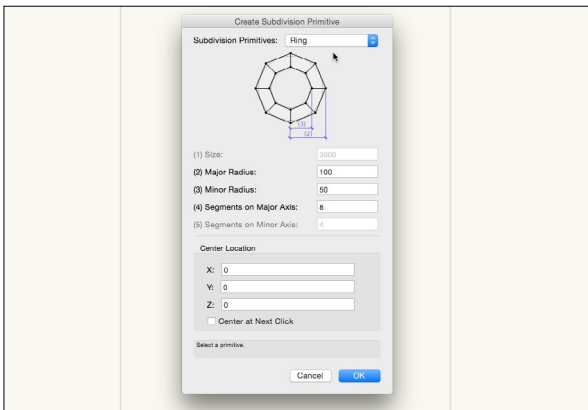 Create Subdivision Primitive
Subdivision Primitives: Ring
(3)
(2)
(1) Size: 3000
(2) Major Radius: 100
(3) Minor Radius: 50
(4) Segments on Major Axis: 8
(5) Segments on Minor Axis: 4
Center Location
X: 0
Y: 0
Z: 0
Center at Next Click
Select a primitive.
Cancel OK